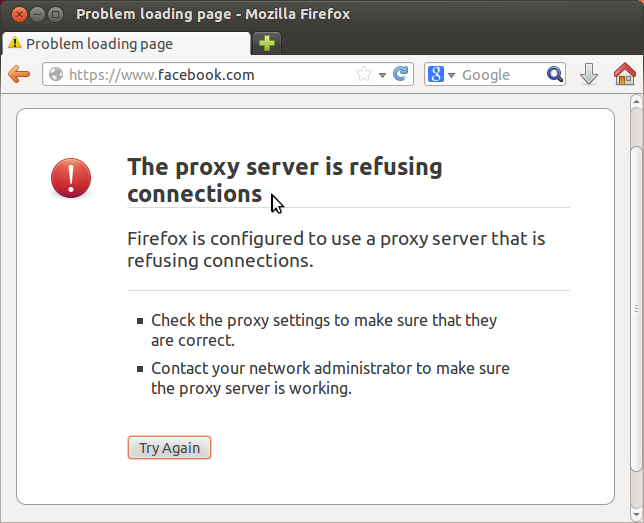 Problem loading page - Mozilla Firefox
Problem loading page
https://www.facebook.com
Google
The proxy server is refusing
connections
Firefox is configured to use a proxy server that is
refusing connections.
Check the proxy settings to make sure that they
are correct.
Contact your network administrator to make sure
the proxy server is working.
Try Again